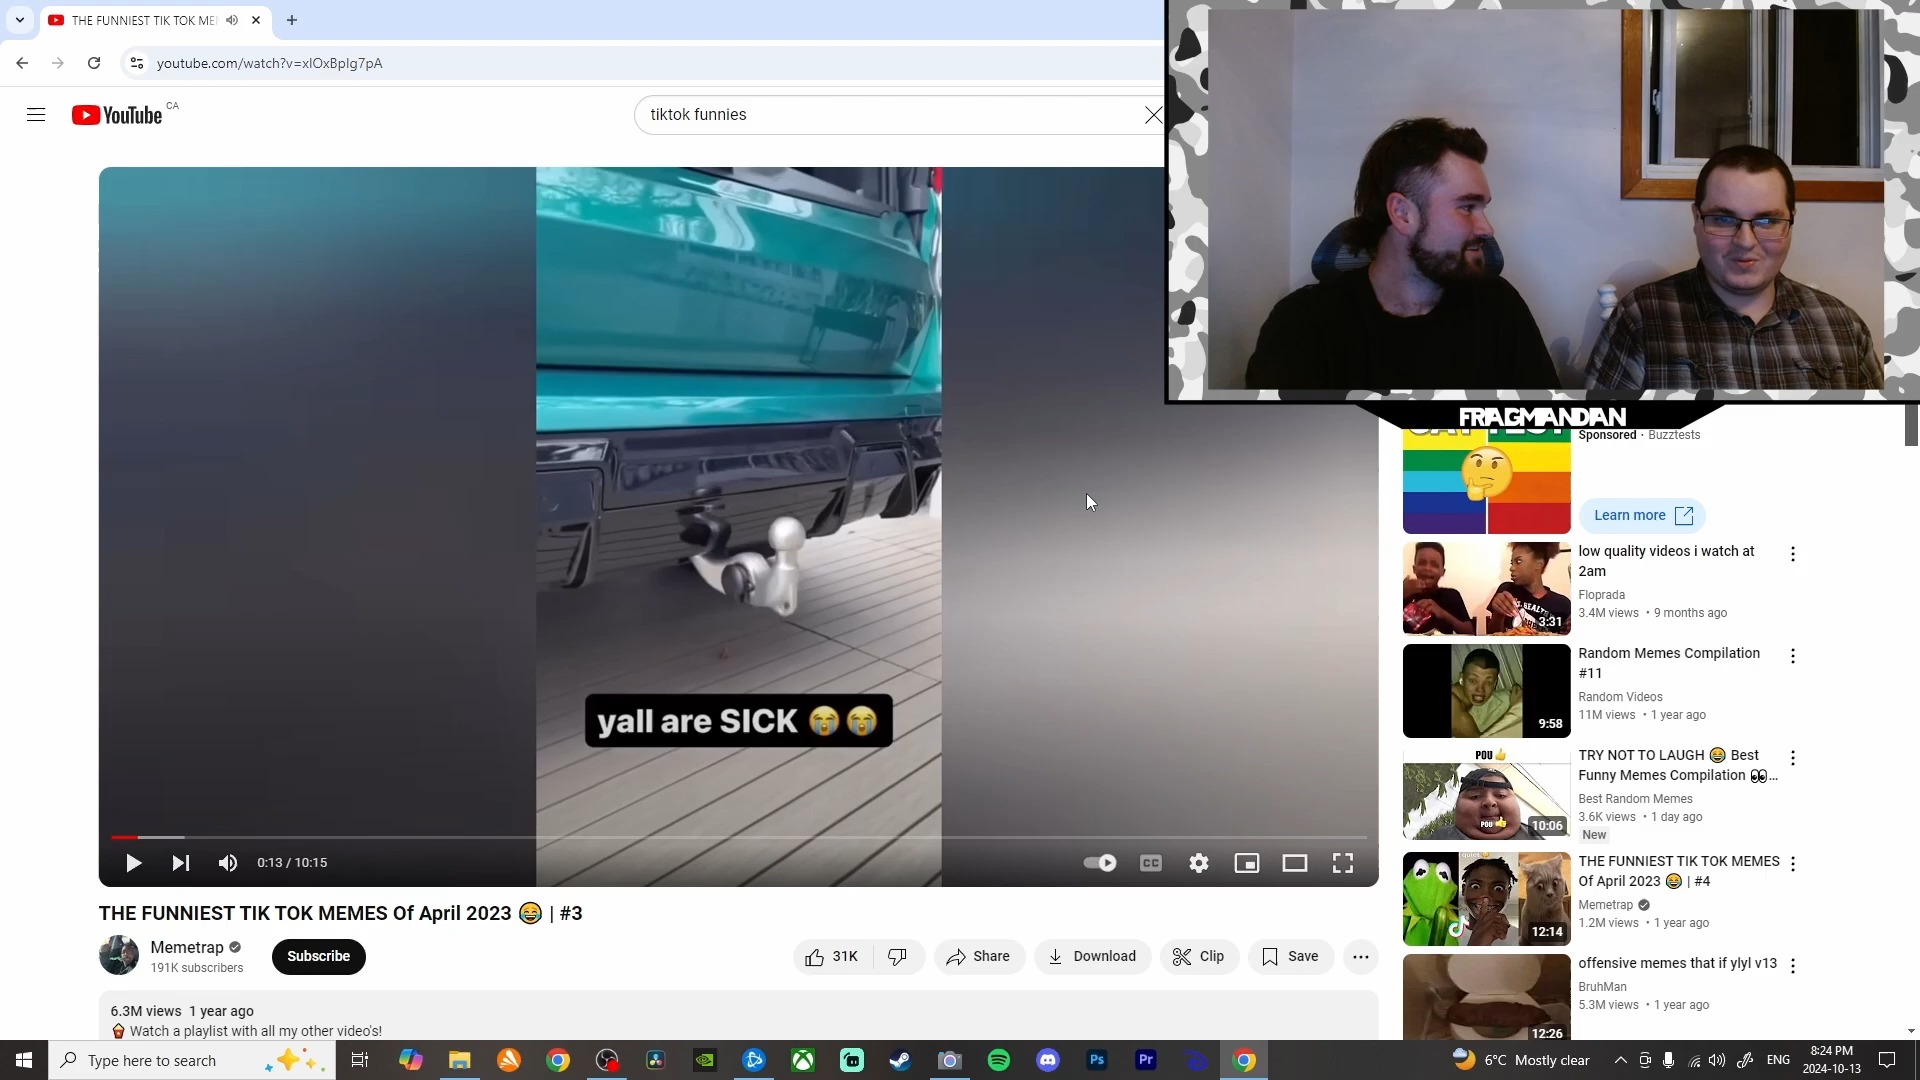 THE FUNNIEST TIK TOK ME
youtube.com/watch?v=xIOxBpIg7pA
YouTube CA
tiktok funnies
yall are SICK 😭😭
0:13 / 10:15
CC
THE FUNNIEST TIK TOK MEMES Of April 2023 😂 | #3
Memetrap
191K subscribers
Subscribe
31K
Share
Download
Clip
Save
6.3M views 1 year ago
🍿 Watch a playlist with all my other video's!
FRAGMANDIAN
Sponsored · Buzztests
Learn more
low quality videos i watch at
2am
Floprada
3.4M views • 9 months ago
3:31
Random Memes Compilation
#11
Random Videos
11M views • 1 year ago
9:58
POU 👍
POU 👍
TRY NOT TO LAUGH 😂 Best
Funny Memes Compilation 👀...
Best Random Memes
3.6K views • 1 day ago
10:06
New
THE FUNNIEST TIK TOK MEMES
Of April 2023 😂 | #4
Memetrap
1.2M views • 1 year ago
12:14
offensive memes that if ylyl v13
BruhMan
5.3M views • 1 year ago
12:26
Type here to search
Ps
Pr
6°C Mostly clear
ENG
8:24 PM
2024-10-13